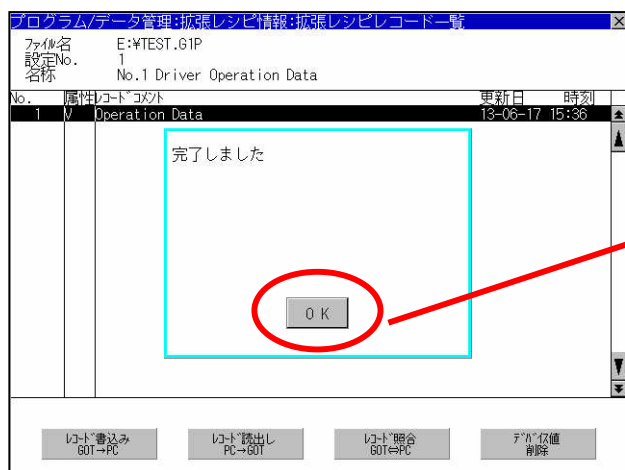 プログラム/データ管理:拡張レシピ情報:拡張レシピレコード一覧
ファイル名 E:¥TEST.G1P
設定No. 1
名称 No.1 Driver Operation Data
No. 属性 レコードコメント 更新日 時刻
1 V Operation Data 13-06-17 15:36
完了しました
OK
レコード書込み GOT→PC
レコード読出し PC→GOT
レコード照合 GOT⇔PC
デバイス値 削除